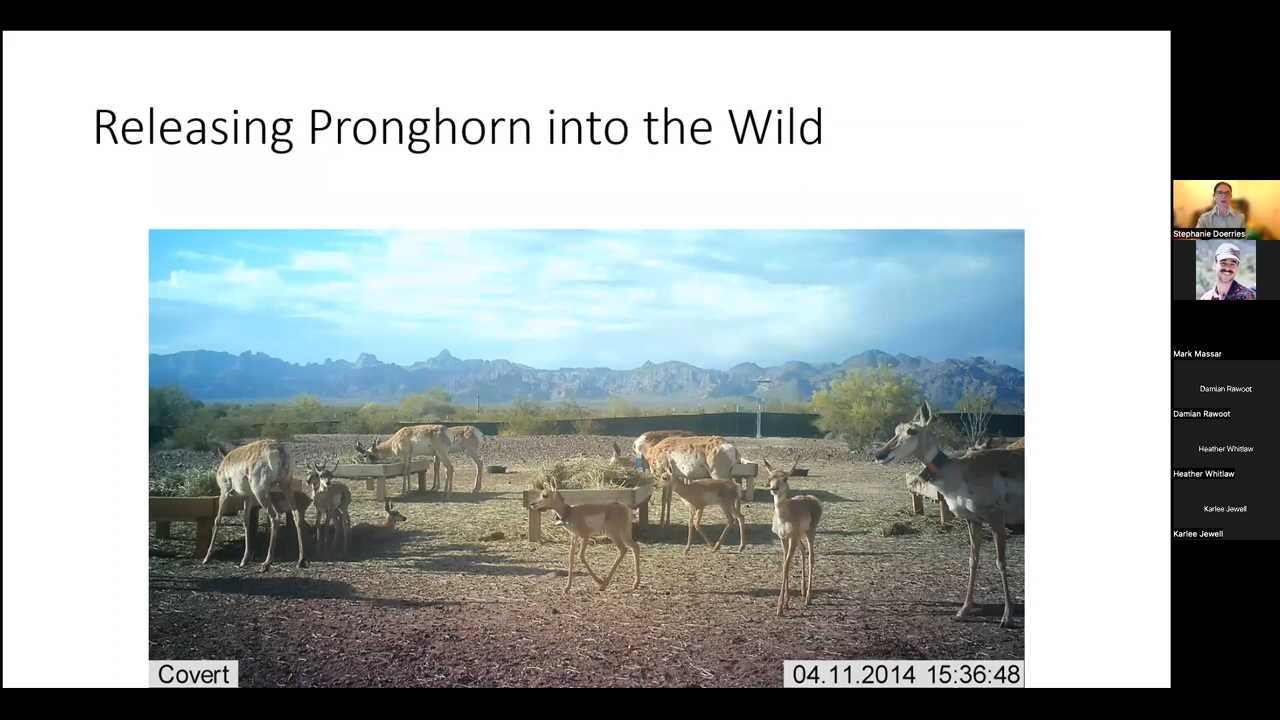 Releasing Pronghorn into the Wild
Covert
04.11.2014 15:36:48
Stephanie Doerries
Mark Massar
Damian Rawoot
Damian Rawoot
Heather Whitlaw
Heather Whitlaw
Karlee Jewell
Karlee Jewell